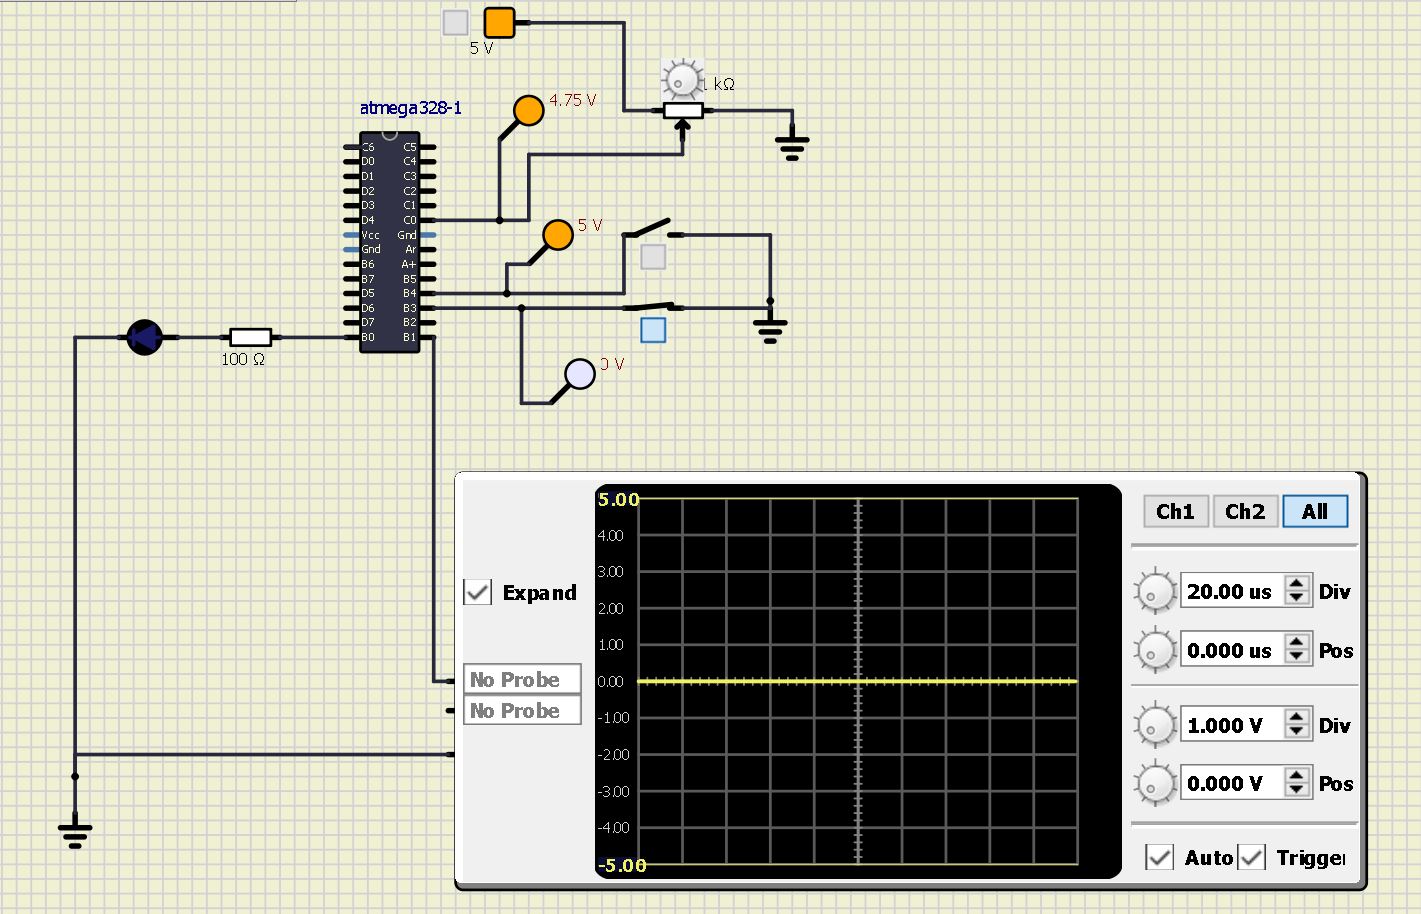 5 V
1 kΩ
4.75 V
atmega328-1
C6 C5
D0 C4
D1 C3
D2 C2
D3 C1
D4 C0
Vcc Gnd
Gnd Ar
B6 A+
B7 B5
D5 B4
D6 B3
D7 B2
B0 B1
5 V
100 Ω
0 V
5.00
4.00
3.00
2.00
1.00
0.00
-1.00
-2.00
-3.00
-4.00
-5.00
Expand
No Probe
No Probe
Ch1 Ch2 All
20.00 us Div
0.000 us Pos
1.000 V Div
0.000 V Pos
Auto Trigger